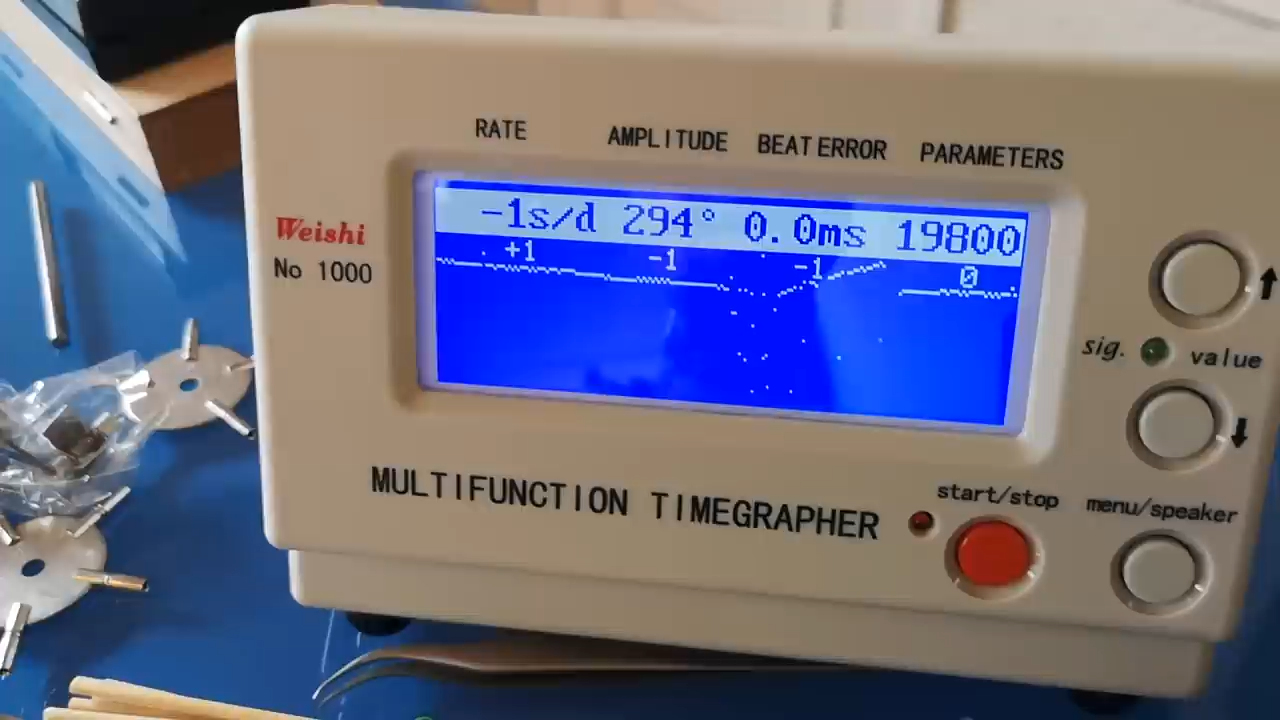 RATE AMPLITUDE BEAT ERROR PARAMETERS
-1s/d 294° 0.0ms 19800
+1 -1 -1 0
Weishi
No 1000
sig. value
MULTIFUNCTION TIMEGRAPHER
start/stop menu/speaker